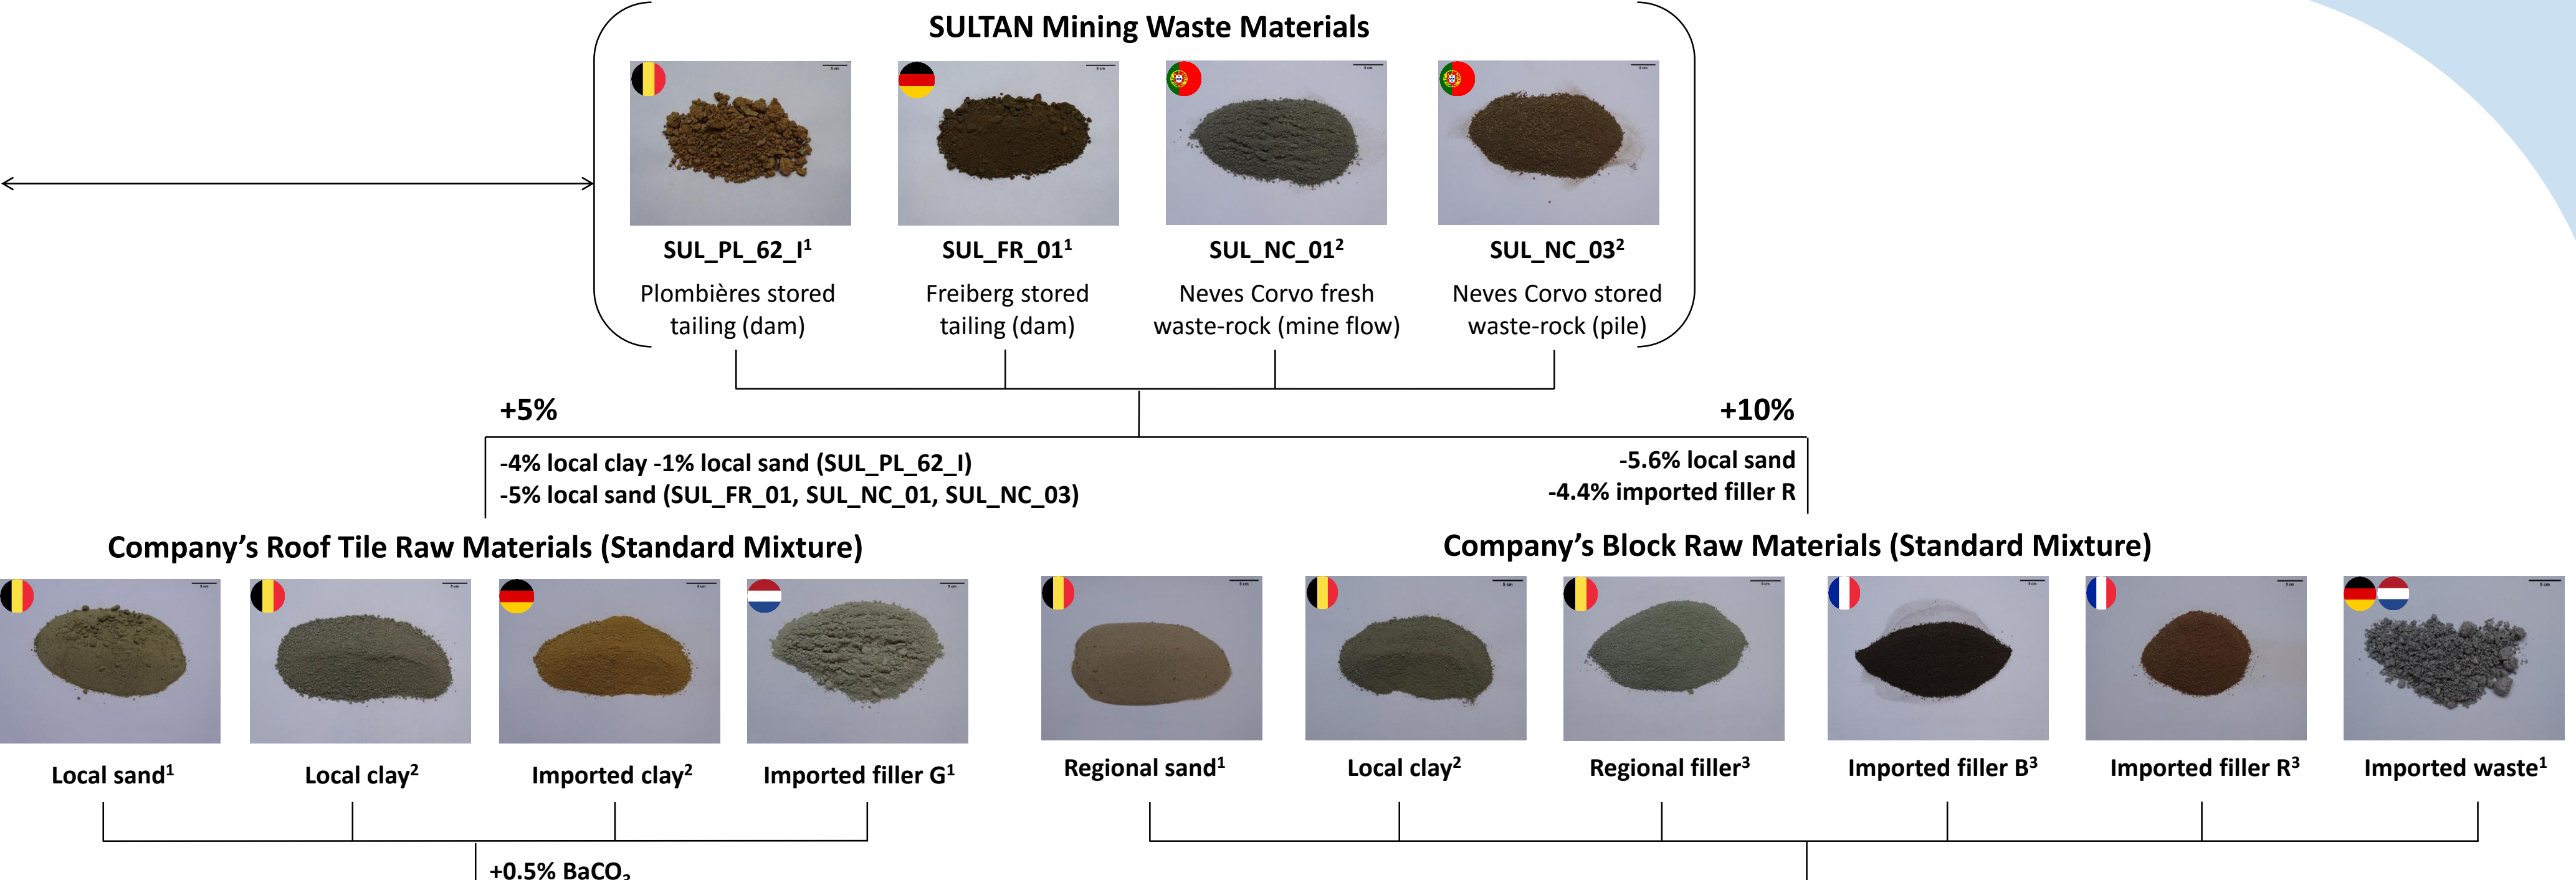 SULTAN Mining Waste Materials
SUL_PL_62_I¹
SUL_FR_01¹
SUL_NC_01²
SUL_NC_03²
Plombières stored
tailing (dam)
Freiberg stored
tailing (dam)
Neves Corvo fresh
waste-rock (mine flow)
Neves Corvo stored
waste-rock (pile)
+5%
+10%
-4% local clay -1% local sand (SUL_PL_62_I)
-5% local sand (SUL_FR_01, SUL_NC_01, SUL_NC_03)
-5.6% local sand
-4.4% imported filler R
Company’s Roof Tile Raw Materials (Standard Mixture)
Company’s Block Raw Materials (Standard Mixture)
Local sand¹
Local clay²
Imported clay²
Imported filler G¹
Regional sand¹
Local clay²
Regional filler³
Imported filler B³
Imported filler R³
Imported waste¹
+0.5% BaCO₃